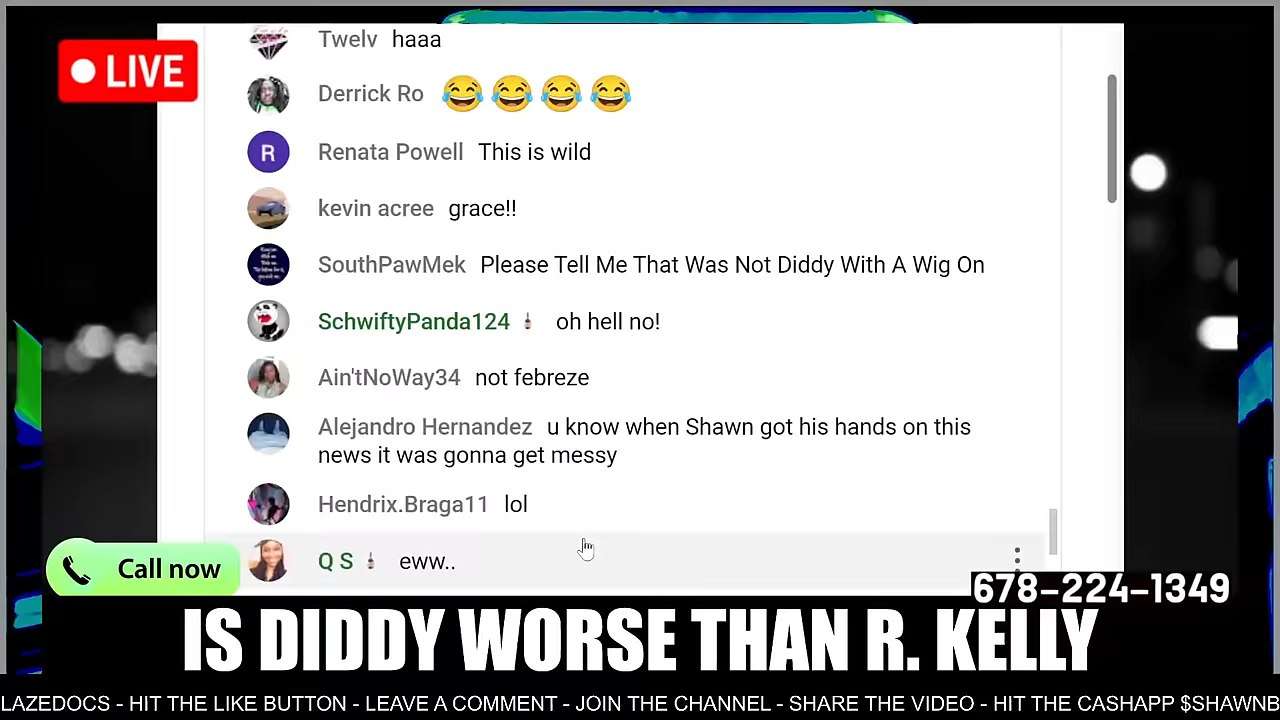 LIVE
Twelv haaa
Derrick Ro 😂😂😂😂
R Renata Powell This is wild
kevin acree grace!!
SouthPawMek Please Tell Me That Was Not Diddy With A Wig On
SchwiftyPanda124 oh hell no!
Ain'tNoWay34 not febreze
Alejandro Hernandez u know when Shawn got his hands on this
news it was gonna get messy
Hendrix.Braga11 lol
Q S eww..
Call now
678-224-1349
IS DIDDY WORSE THAN R. KELLY
LAZEDOCS - HIT THE LIKE BUTTON - LEAVE A COMMENT - JOIN THE CHANNEL - SHARE THE VIDEO - HIT THE CASHAPP $SHAWNB